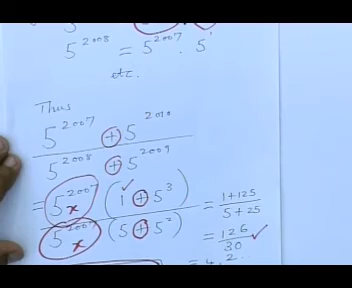 5^2008 = 5^2007 . 5^1
etc.
Thus
5^2007 + 5^2010
5^2008 + 5^2009
= 5^2007 x (1 + 5^3) = 1+125
5^2007 x (5 + 5^2) 5+25
= 126
30